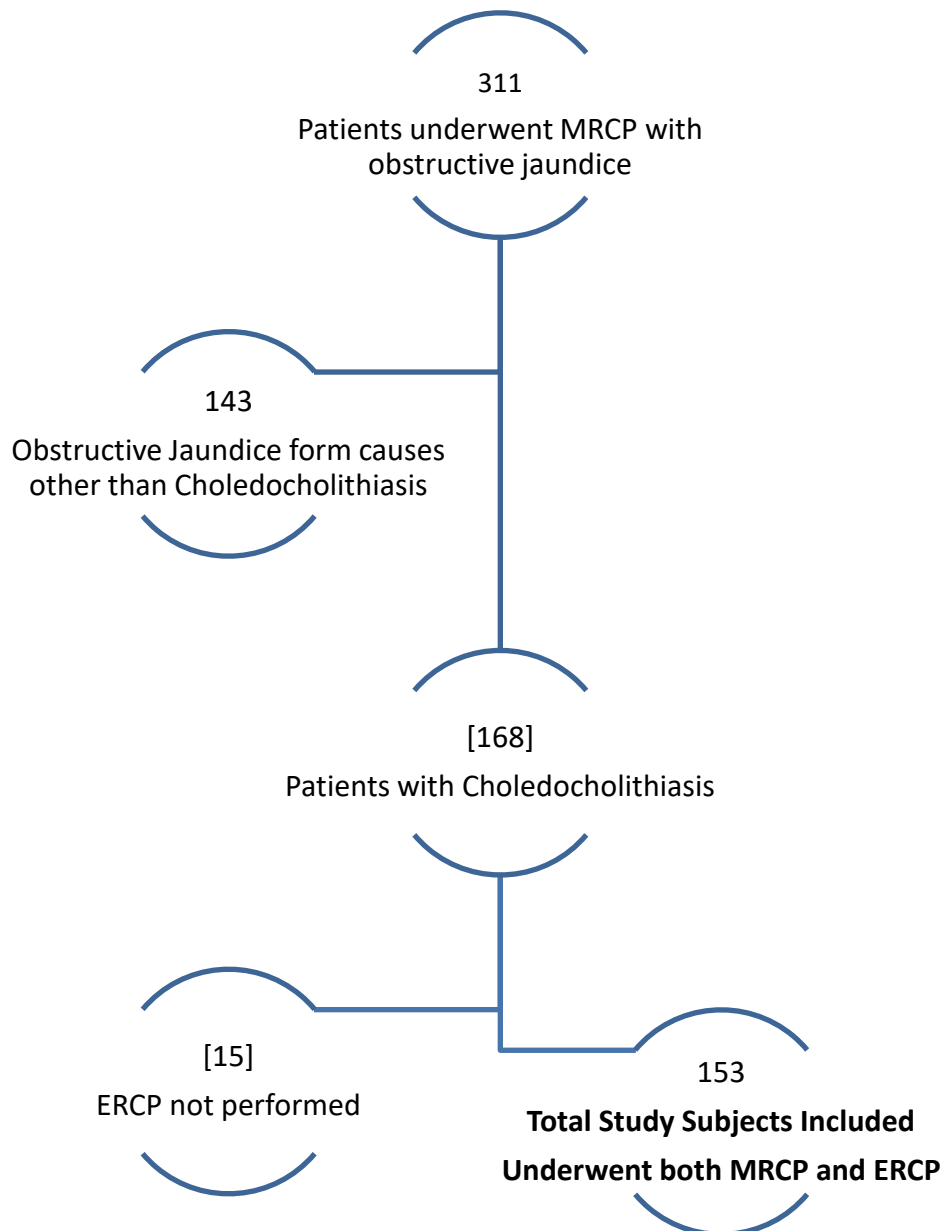 311
Patients underwent MRCP with
obstructive jaundice
143
Obstructive Jaundice form causes
other than Choledocholithiasis
[168]
Patients with Choledocholithiasis
[15]
ERCP not performed
153
Total Study Subjects Included
Underwent both MRCP and ERCP